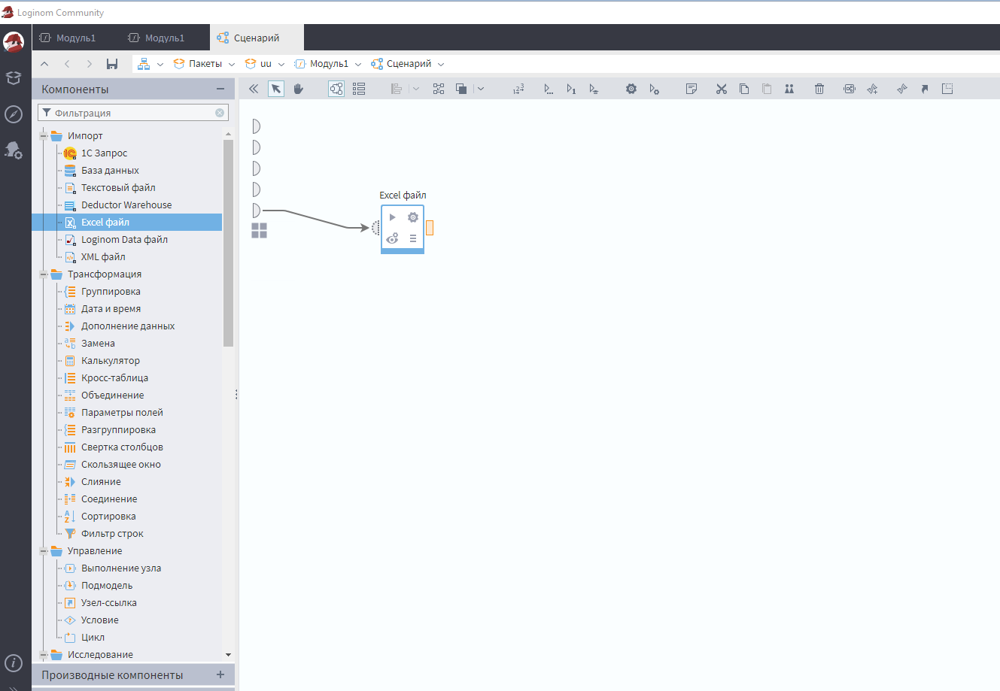 Loginom Community
Модуль1
Модуль1
Сценарий
Пакеты
uu
Модуль1
Сценарий
Компоненты
Фильтрация
Импорт
1С Запрос
База данных
Текстовый файл
Deductor Warehouse
Excel файл
Loginom Data файл
XML файл
Трансформация
Группировка
Дата и время
Дополнение данных
Замена
Калькулятор
Кросс-таблица
Объединение
Параметры полей
Разгруппировка
Свертка столбцов
Скользящее окно
Слияние
Соединение
Сортировка
Фильтр строк
Управление
Выполнение узла
Подмодель
Узел-ссылка
Условие
Цикл
Исследование
Производные компоненты
Excel файл